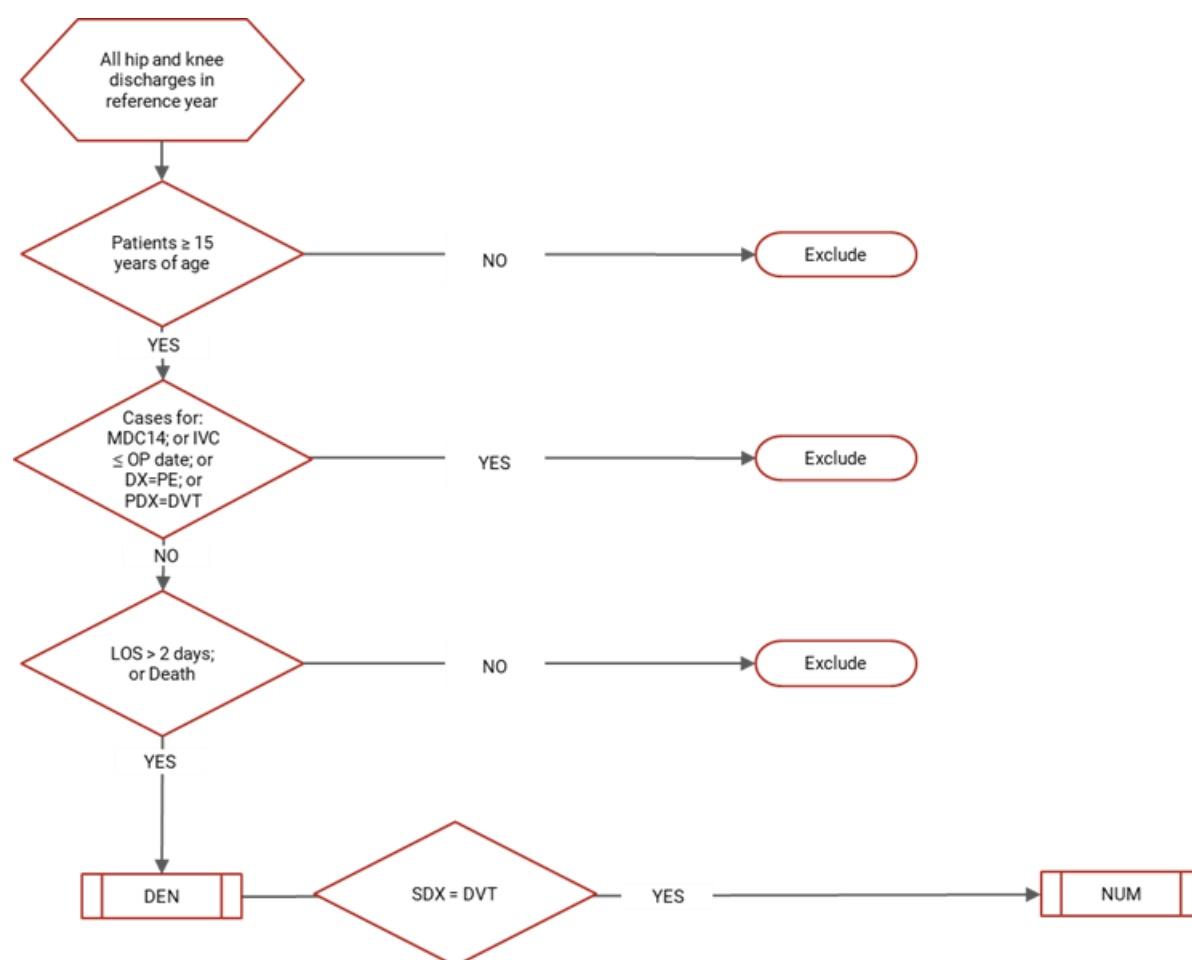 All hip and knee
discharges in
reference year
Patients ≥ 15
years of age
NO
Exclude
YES
Cases for:
MDC14; or IVC
≤ OP date; or
DX=PE; or
PDX=DVT
YES
Exclude
NO
LOS > 2 days;
or Death
NO
Exclude
YES
DEN
SDX = DVT
YES
NUM